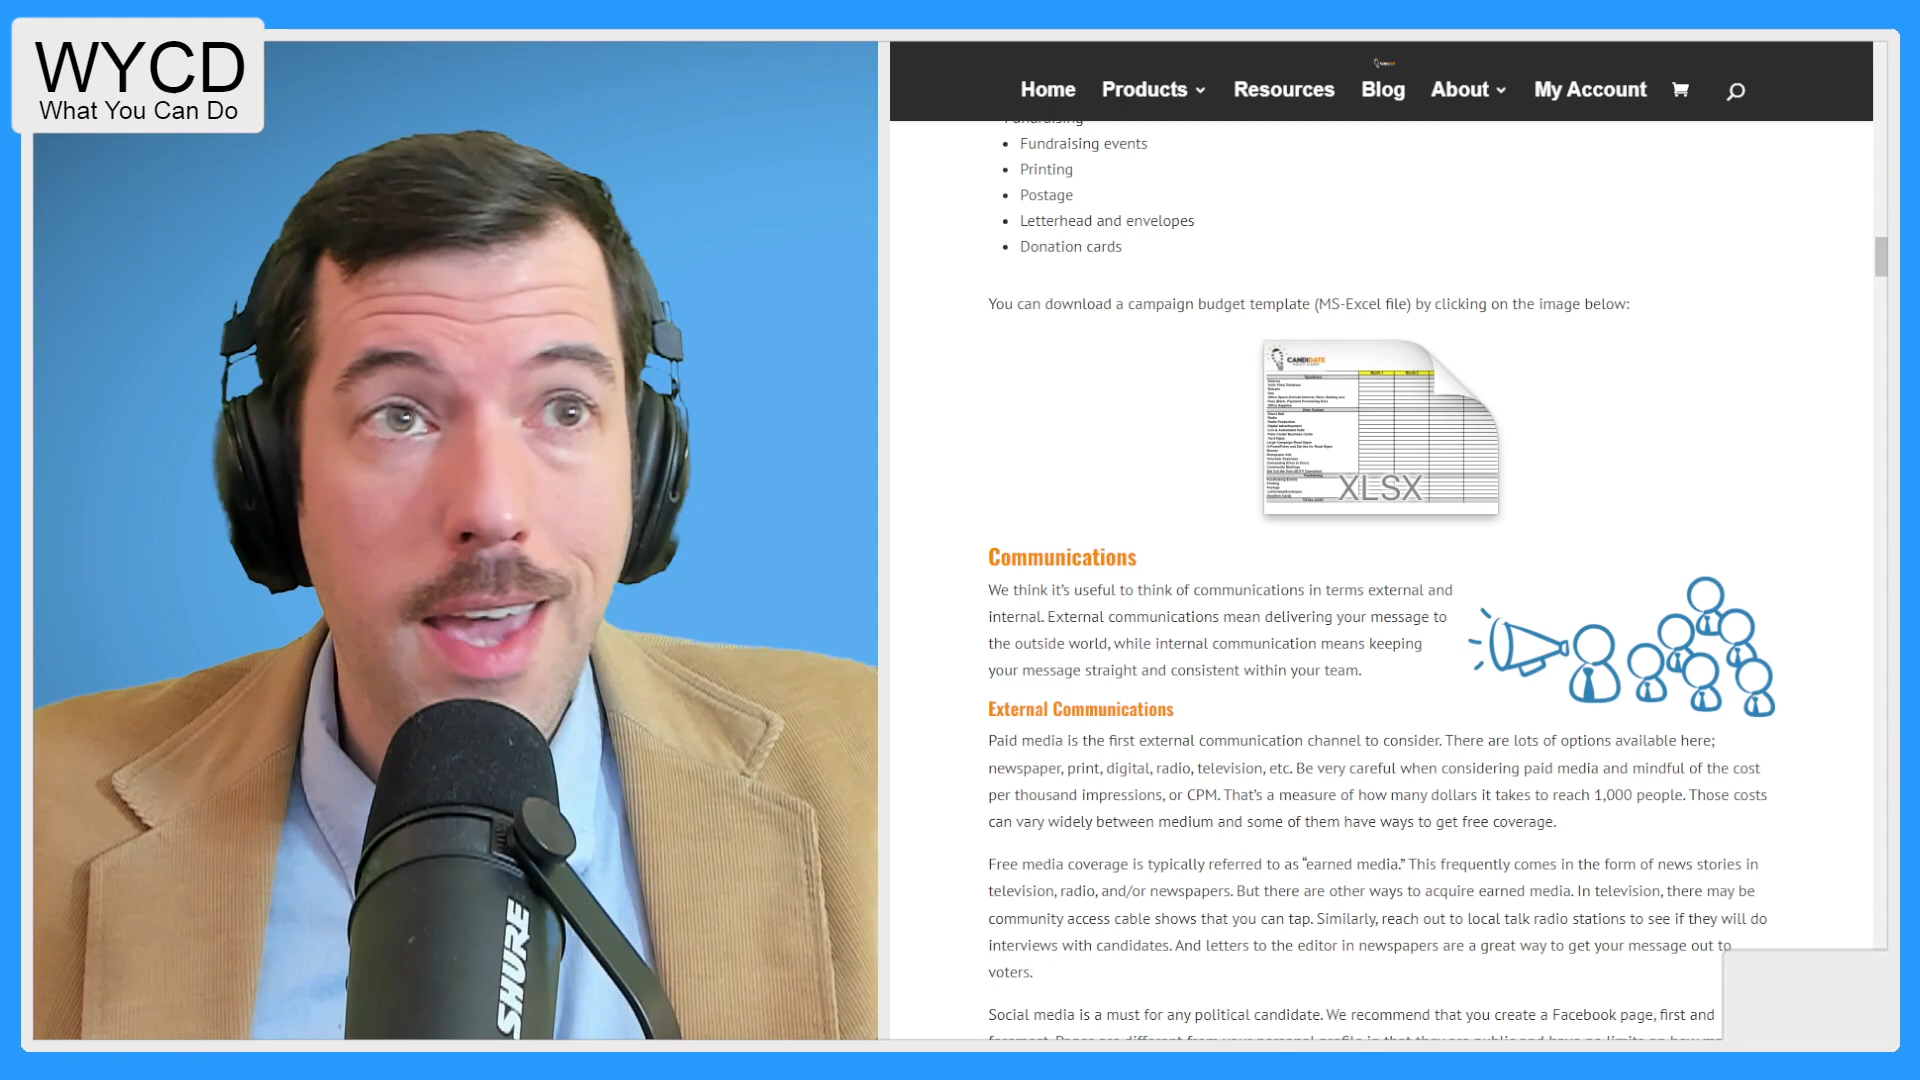 WYCD
What You Can Do
Home Products Resources Blog About My Account
Fundraising
Fundraising events
Printing
Postage
Letterhead and envelopes
Donation cards
You can download a campaign budget template (MS-Excel file) by clicking on the image below:
CANDIDATE
XLSX
Communications
We think it's useful to think of communications in terms external and
internal. External communications mean delivering your message to
the outside world, while internal communication means keeping
your message straight and consistent within your team.
External Communications
Paid media is the first external communication channel to consider. There are lots of options available here;
newspaper, print, digital, radio, television, etc. Be very careful when considering paid media and mindful of the cost
per thousand impressions, or CPM. That's a measure of how many dollars it takes to reach 1,000 people. Those costs
can vary widely between medium and some of them have ways to get free coverage.
Free media coverage is typically referred to as “earned media.” This frequently comes in the form of news stories in
television, radio, and/or newspapers. But there are other ways to acquire earned media. In television, there may be
community access cable shows that you can tap. Similarly, reach out to local talk radio stations to see if they will do
interviews with candidates. And letters to the editor in newspapers are a great way to get your message out to
voters.
Social media is a must for any political candidate. We recommend that you create a Facebook page, first and
SHURE